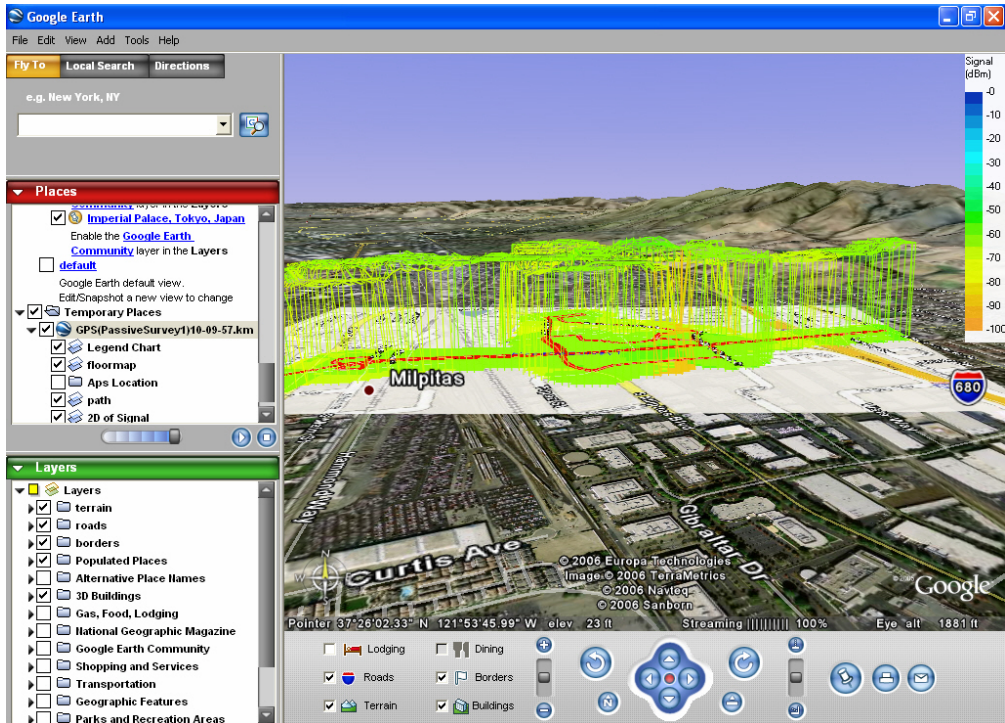 Google Earth
File Edit View Add Tools Help
Fly To Local Search Directions
e.g. New York, NY
Places
Community layer in the Layers
Imperial Palace, Tokyo, Japan
Enable the Google Earth
Community layer in the Layers
default
Google Earth default view.
Edit/Snapshot a new view to change
Temporary Places
GPS(PassiveSurvey1)10-09-57.km
Legend Chart
floormap
Aps Location
path
2D of Signal
Layers
Layers
terrain
roads
borders
Populated Places
Alternative Place Names
3D Buildings
Gas, Food, Lodging
National Geographic Magazine
Google Earth Community
Shopping and Services
Transportation
Geographic Features
Parks and Recreation Areas
Signal
(dBm)
-0
-10
-20
-30
-40
-50
-60
-70
-80
-90
-100
Milpitas
680
Hammond Way
Curtis Ave
Gibraltar Dr
© 2006 Europa Technologies
Image © 2006 TerraMetrics
© 2006 Navteq
© 2006 Sanborn
Google
Pointer 37°26'02.33" N 121°53'45.99" W elev 23 ft Streaming |||||||||| 100% Eye alt 1881 ft
Lodging Dining
Roads Borders
Terrain Buildings
N